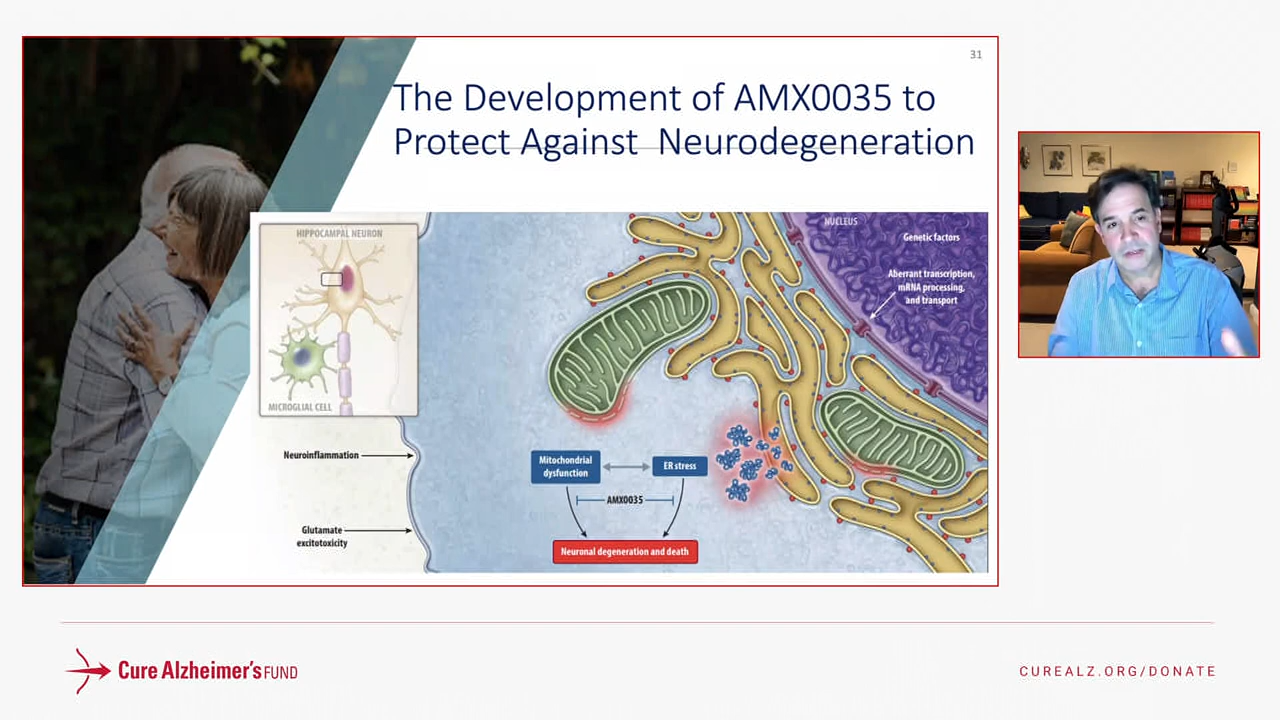 31
The Development of AMX0035 to
Protect Against Neurodegeneration
HIPPOCAMPAL NEURON
MICROGLIAL CELL
NUCLEUS
Genetic factors
Aberrant transcription,
mRNA processing,
and transport
Neuroinflammation
Glutamate
excitotoxicity
Mitochondrial
dysfunction
ER stress
AMX0035
Neuronal degeneration and death
Cure Alzheimer's FUND
CUREALZ.ORG/DONATE